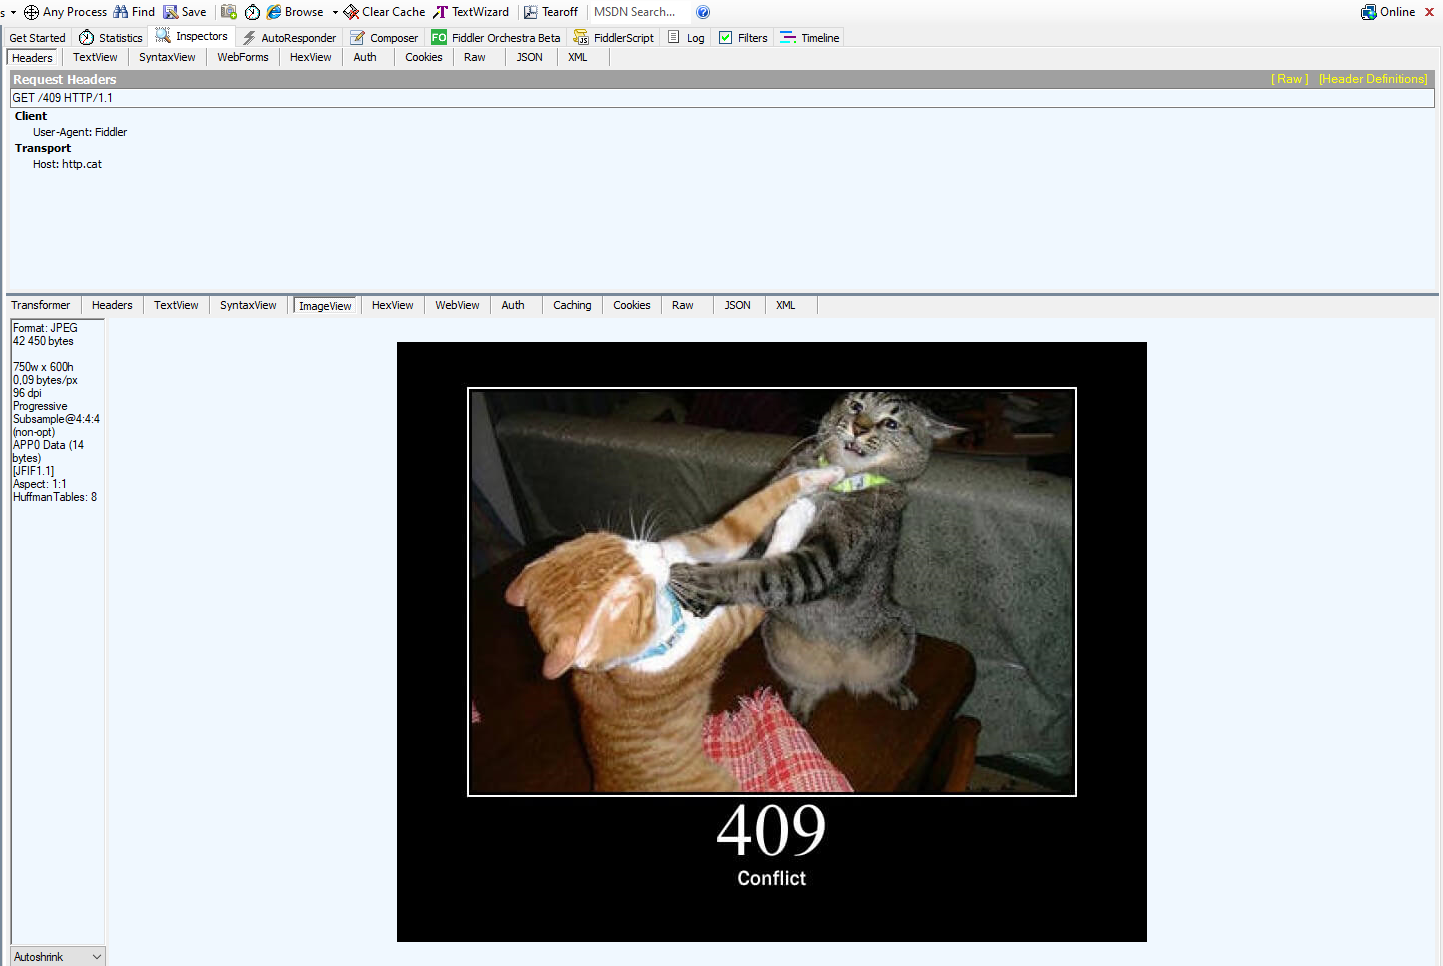 s Any Process Find Save Browse Clear Cache TextWizard Tearoff MSDN Search... Online
Get Started Statistics Inspectors AutoResponder Composer FO Fiddler Orchestra Beta FiddlerScript Log Filters Timeline
Headers TextView SyntaxView WebForms HexView Auth Cookies Raw JSON XML
Request Headers [ Raw ] [Header Definitions]
GET /409 HTTP/1.1
Client
User-Agent: Fiddler
Transport
Host: http.cat
Transformer Headers TextView SyntaxView ImageView HexView WebView Auth Caching Cookies Raw JSON XML
Format: JPEG
42 450 bytes
750w x 600h
0,09 bytes/px
96 dpi
Progressive
Subsample@4:4:4
(non-opt)
APP0 Data (14
bytes)
[JFIF1.1]
Aspect: 1:1
HuffmanTables: 8
409
Conflict
Autoshrink